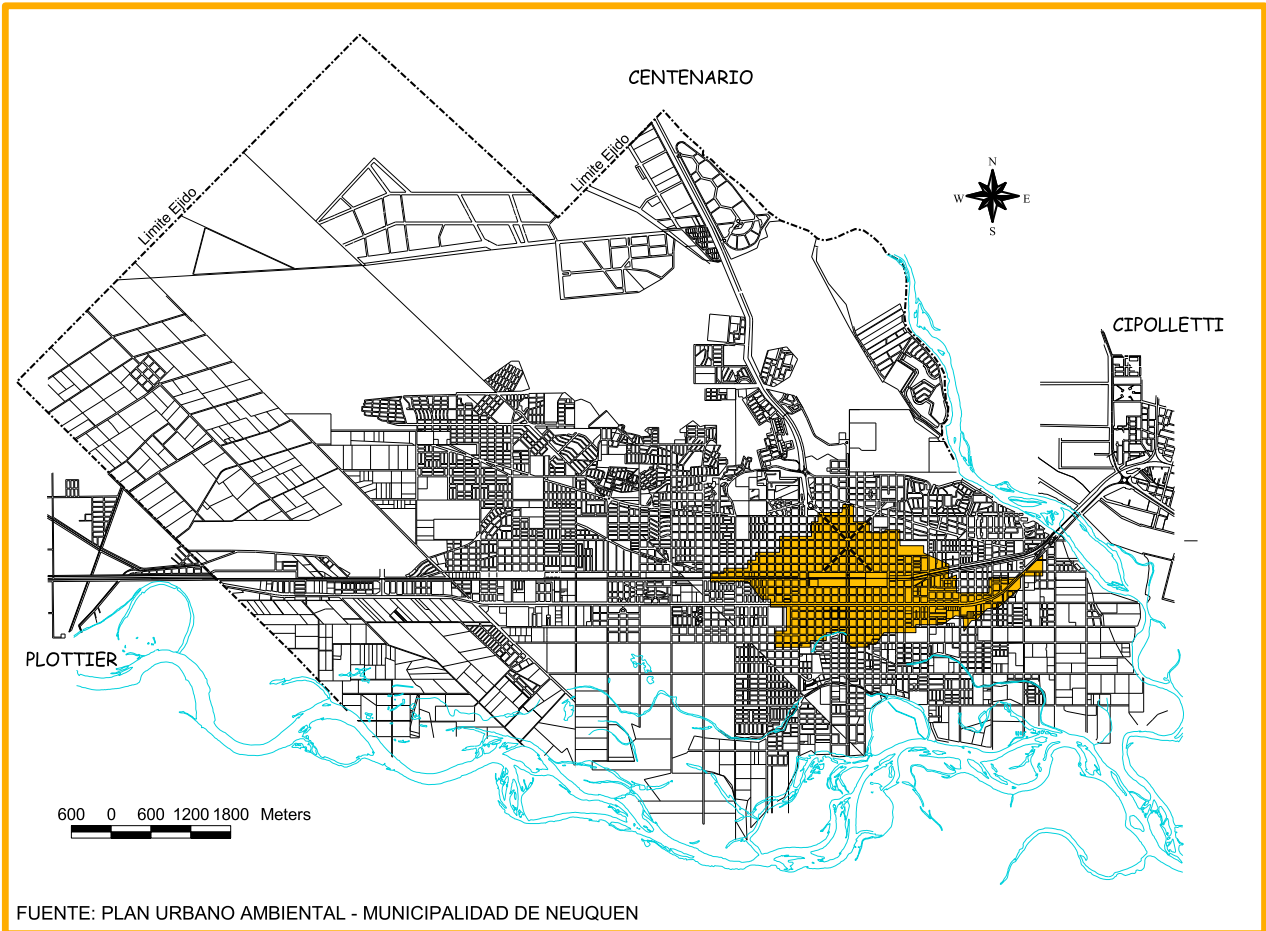 CENTENARIO
Limite Ejido
Limite Ejido
N
W E
S
CIPOLLETTI
PLOTTIER
600 0 600 1200 1800 Meters
FUENTE: PLAN URBANO AMBIENTAL - MUNICIPALIDAD DE NEUQUEN